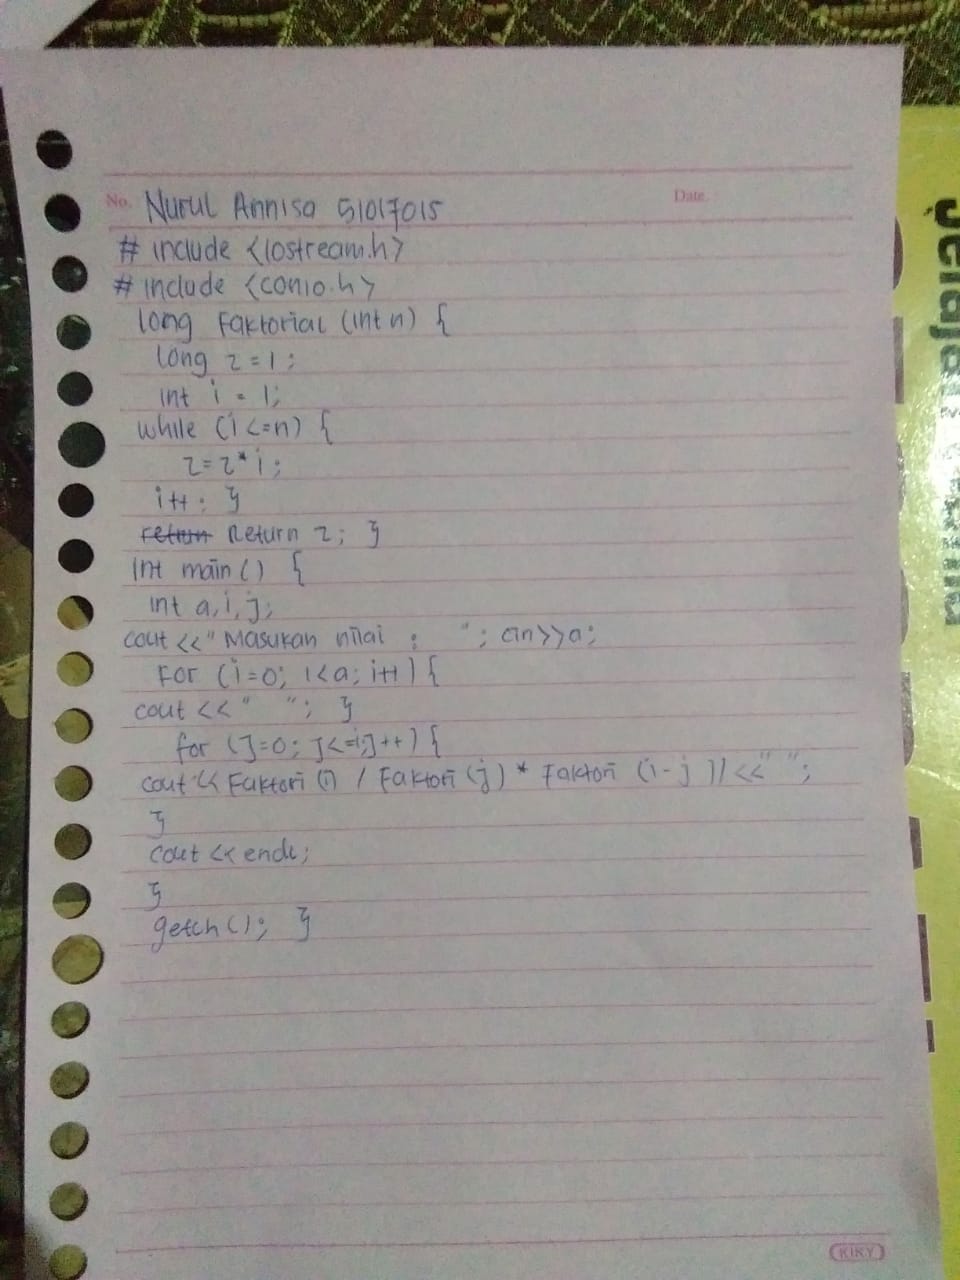 No. Nurul Annisa 51017015 Date.
# include <iostream.h>
# include <conio.h>
long Faktorial (int n) {
long z = 1;
int i = 1;
while (i <= n) {
z = z * i;
i++; }
retrun Return z; }
int main () {
int a, i, j;
cout << " Masukan nilai : "; cin >> a;
For (i = 0; i < a; i++) {
cout << " "; }
for (j = 0; j <= i; j++) {
cout << Faktori (i) / Faktori (j) * Faktori (i - j )) << " ";
}
cout << endl;
}
getch (); }
KIKY
jelajah